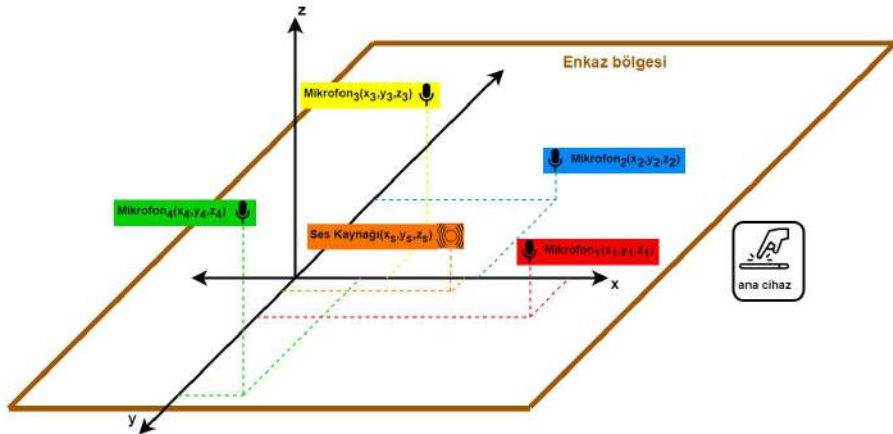 z
Enkaz bölgesi
Mikrofon3(x3,y3,z3)
Mikrofon2(x2,y2,z2)
Mikrofon4(x4,y4,z4)
Ses Kaynağı(xs,ys,zs)
Mikrofon1(x1,y1,z1)
x
ana cihaz
y